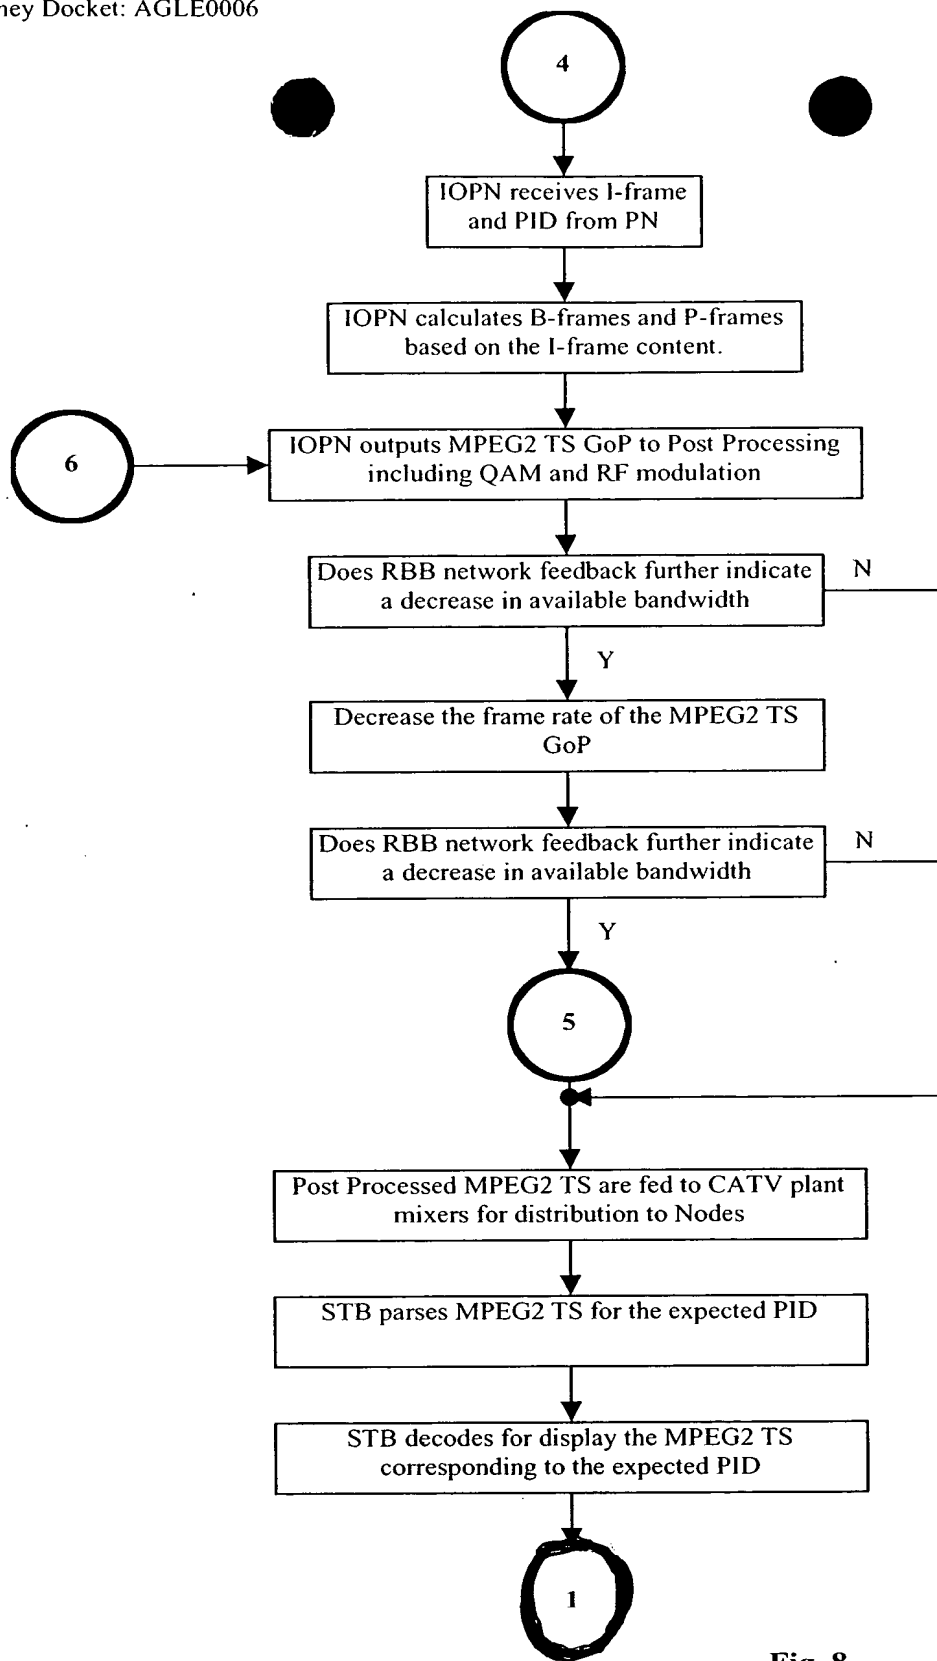 ney Docket: AGLE0006
4
IOPN receives I-frame
and PID from PN
IOPN calculates B-frames and P-frames
based on the I-frame content.
6
IOPN outputs MPEG2 TS GoP to Post Processing
including QAM and RF modulation
Does RBB network feedback further indicate
a decrease in available bandwidth
N
Y
Decrease the frame rate of the MPEG2 TS
GoP
Does RBB network feedback further indicate
a decrease in available bandwidth
N
Y
5
Post Processed MPEG2 TS are fed to CATV plant
mixers for distribution to Nodes
STB parses MPEG2 TS for the expected PID
STB decodes for display the MPEG2 TS
corresponding to the expected PID
1
Fig. 8